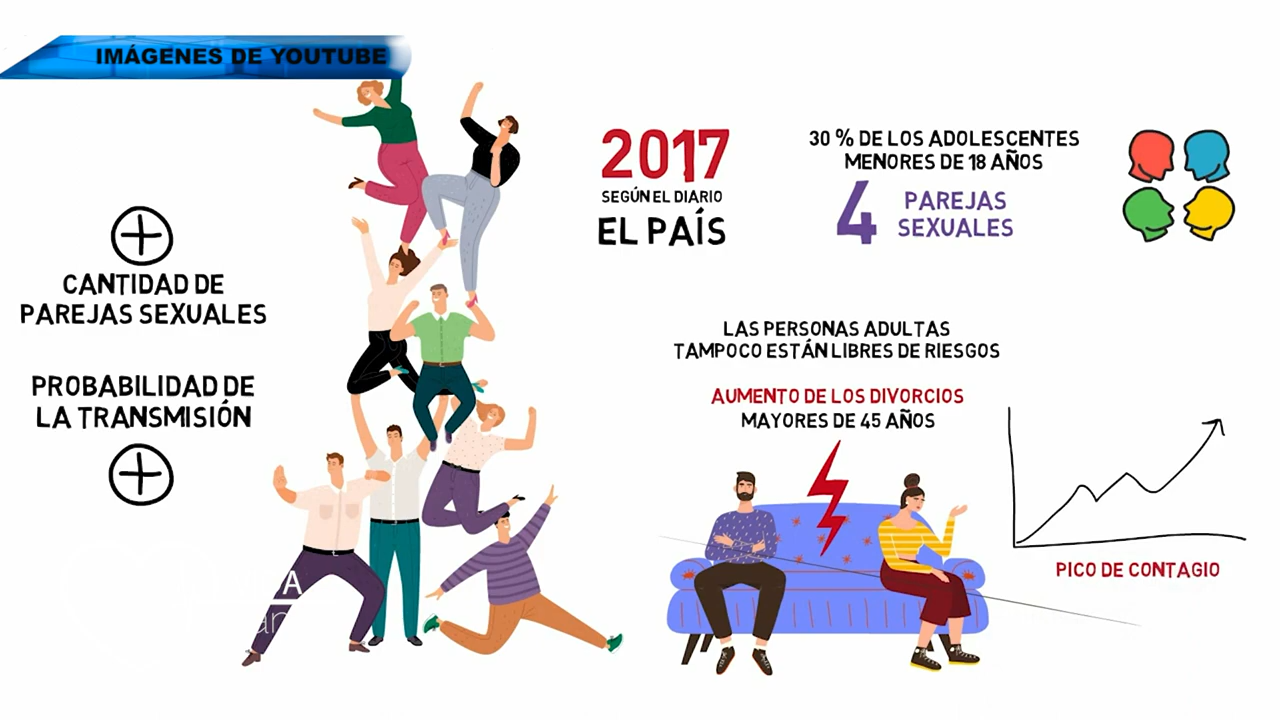 IMÁGENES DE YOUTUBE
CANTIDAD DE
PAREJAS SEXUALES
PROBABILIDAD DE
LA TRANSMISIÓN
2017
SEGÚN EL DIARIO
EL PAÍS
30 % DE LOS ADOLESCENTES
MENORES DE 18 AÑOS
4 PAREJAS
SEXUALES
LAS PERSONAS ADULTAS
TAMPOCO ESTÁN LIBRES DE RIESGOS
AUMENTO DE LOS DIVORCIOS
MAYORES DE 45 AÑOS
PICO DE CONTAGIO